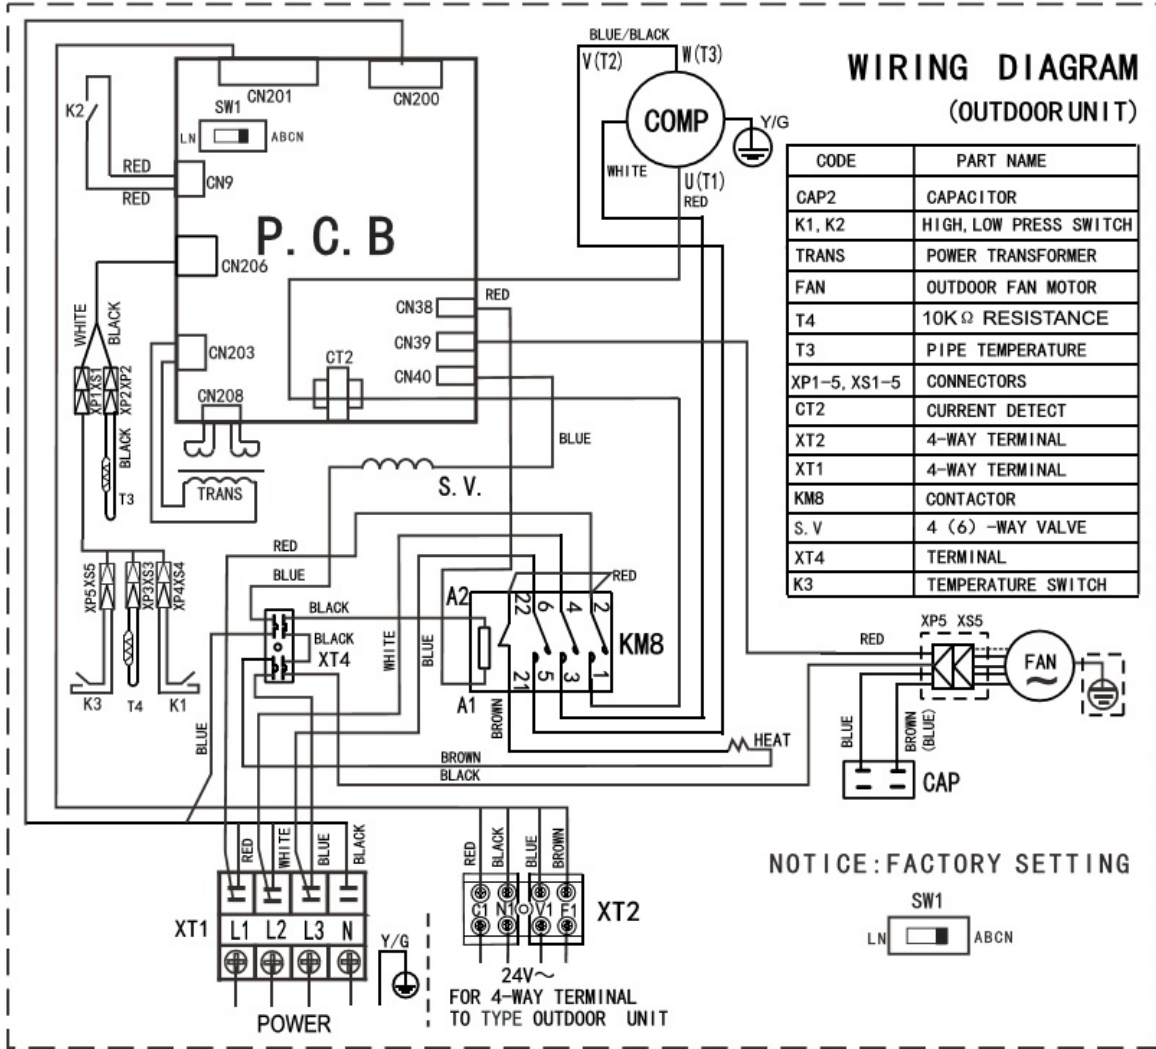 WIRING DIAGRAM
(OUTDOOR UNIT)
CODE PART NAME
CAP2 CAPACITOR
K1, K2 HIGH, LOW PRESS SWITCH
TRANS POWER TRANSFORMER
FAN OUTDOOR FAN MOTOR
T4 10KΩ RESISTANCE
T3 PIPE TEMPERATURE
XP1-5, XS1-5 CONNECTORS
CT2 CURRENT DETECT
XT2 4-WAY TERMINAL
XT1 4-WAY TERMINAL
KM8 CONTACTOR
S. V 4 (6) -WAY VALVE
XT4 TERMINAL
K3 TEMPERATURE SWITCH
BLUE/BLACK
V(T2) W(T3)
COMP
Y/G
WHITE
U(T1)
RED
CN201
CN200
SW1
LN ABCN
K2
RED
RED
CN9
P. C. B
CN206
WHITE
BLACK
CN203
CN208
CT2
CN38 RED
CN39
CN40
XP1XS1
XP2XP2
BLACK
T3
TRANS
BLUE
S. V.
RED
BLUE
XP5XS5
XP3XS3
XP4XS4
K3 T4 K1
BLACK
BLACK
XT4
BLUE
WHITE
BLUE
A2
22 6 4 2
RED
KM8
21 5 3 1
A1
BROWN
HEAT
BROWN
BLACK
RED
XP5 XS5
FAN
BLUE
BROWN
(BLUE)
CAP
RED
WHITE
BLUE
BLACK
XT1 L1 L2 L3 N
Y/G
POWER
RED
BLACK
BLUE
BROWN
C1 N1 V1 F1
XT2
24V～
FOR 4-WAY TERMINAL
TO TYPE OUTDOOR UNIT
NOTICE:FACTORY SETTING
SW1
LN ABCN